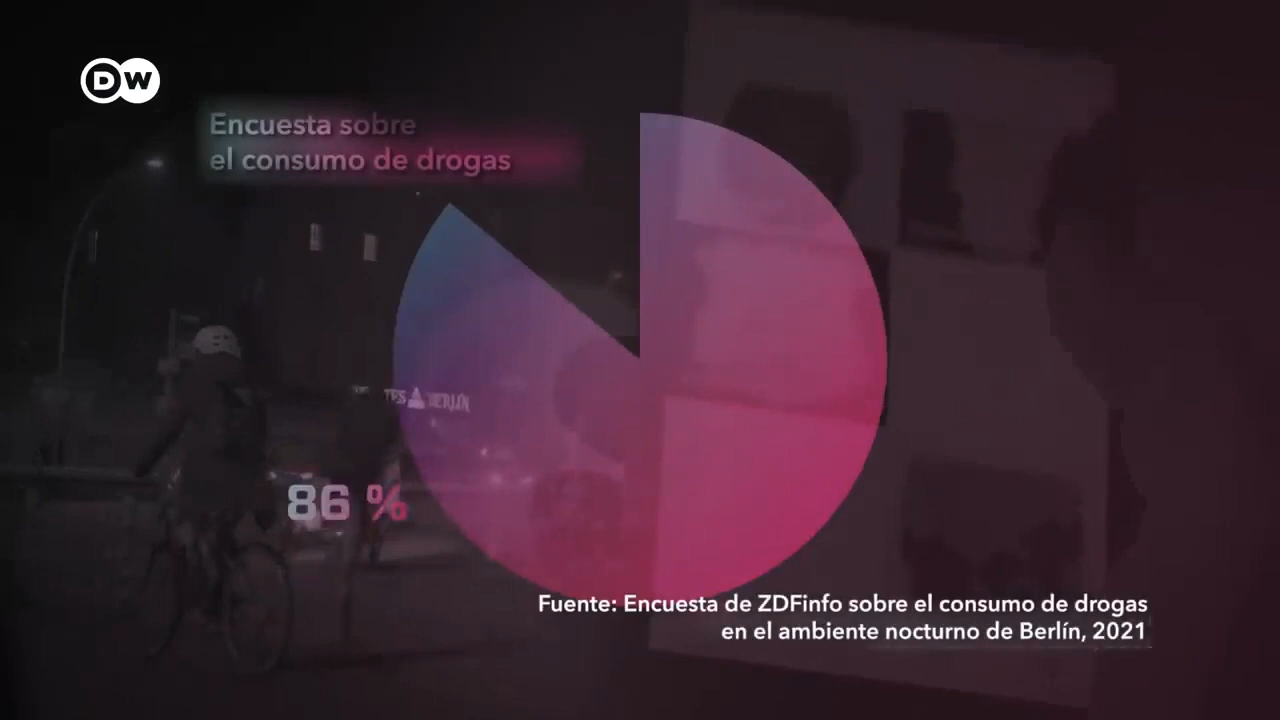 DW
Encuesta sobre
el consumo de drogas
BERLIN
86 %
Fuente: Encuesta de ZDFinfo sobre el consumo de drogas
en el ambiente nocturno de Berlín, 2021